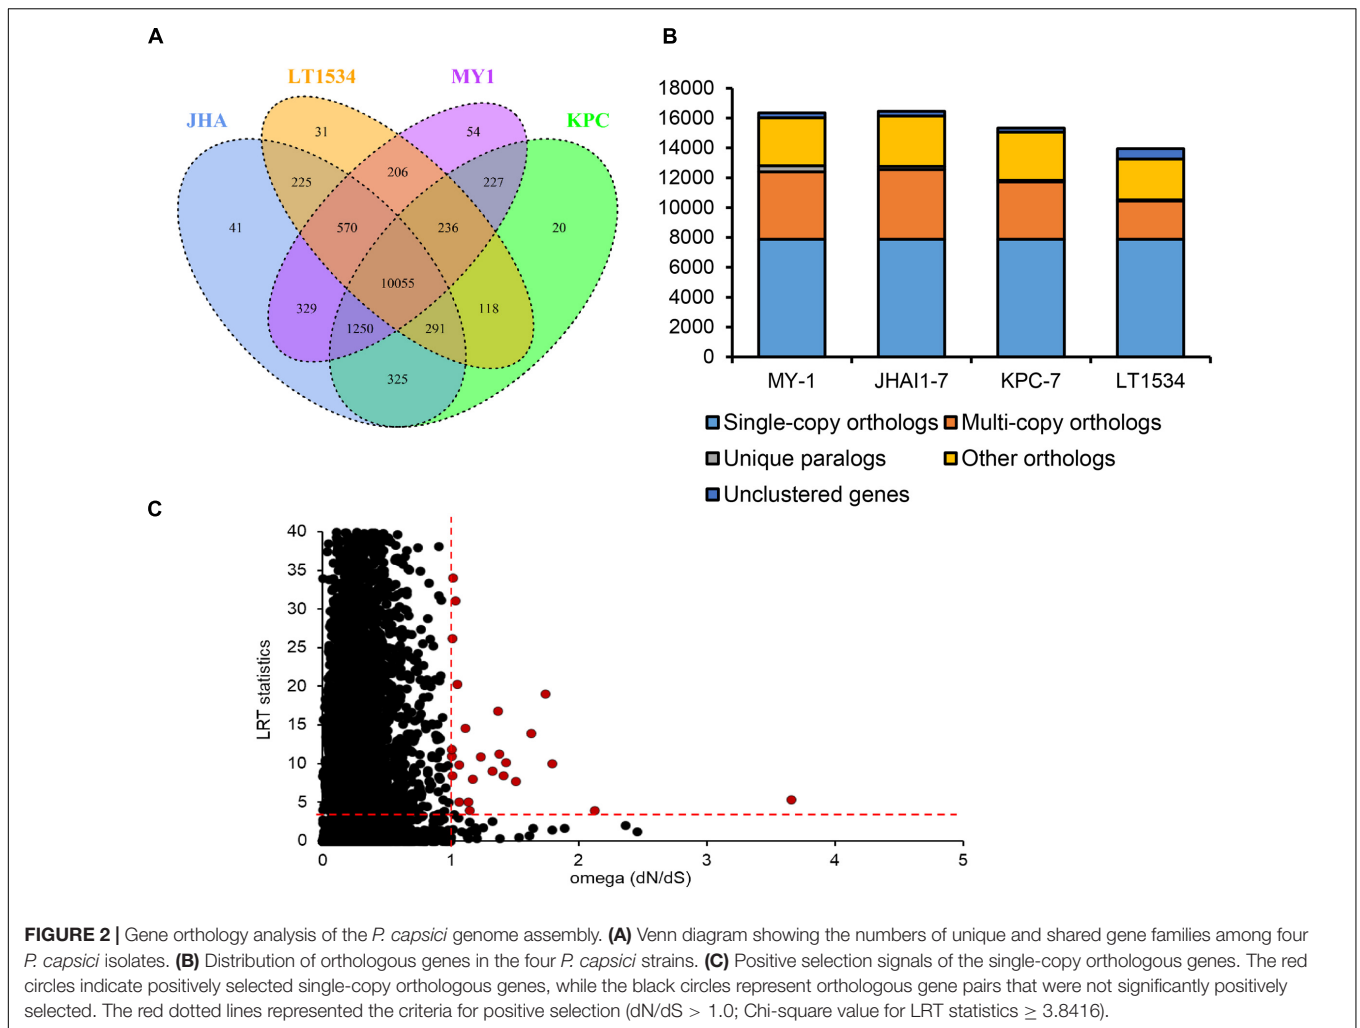 A
LT1534
MY1
JHA
KPC
31
54
206
225
227
41
570
236
20
10055
329
118
1250
291
325
B
18000
16000
14000
12000
10000
8000
6000
4000
2000
0
MY-1 JHAI1-7 KPC-7 LT1534
Single-copy orthologs Multi-copy orthologs
Unique paralogs Other orthologs
Unclustered genes
C
40
35
30
25
20
15
10
5
0
LRT statistics
0 1 2 3 4 5
omega (dN/dS)
FIGURE 2 | Gene orthology analysis of the P. capsici genome assembly. (A) Venn diagram showing the numbers of unique and shared gene families among four
P. capsici isolates. (B) Distribution of orthologous genes in the four P. capsici strains. (C) Positive selection signals of the single-copy orthologous genes. The red
circles indicate positively selected single-copy orthologous genes, while the black circles represent orthologous gene pairs that were not significantly positively
selected. The red dotted lines represented the criteria for positive selection (dN/dS > 1.0; Chi-square value for LRT statistics ≥ 3.8416).